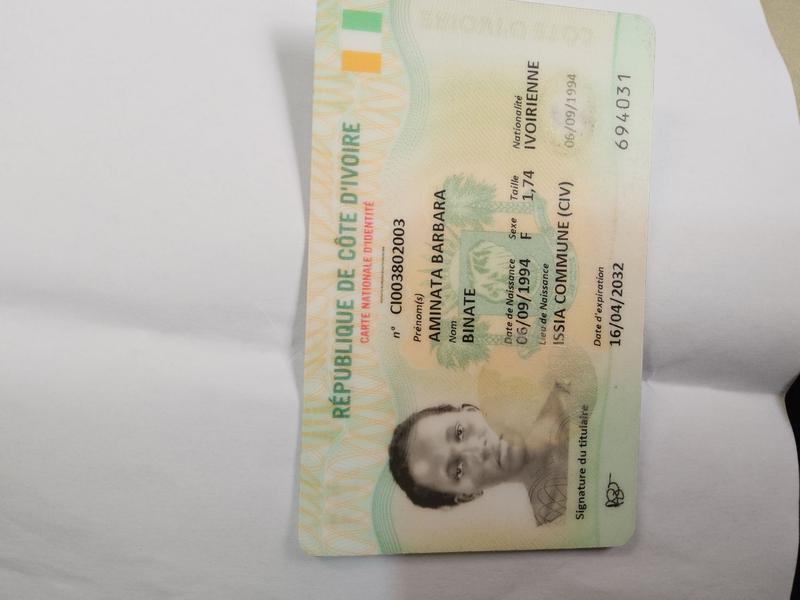 RÉPUBLIQUE DE CÔTE D'IVOIRE
CARTE NATIONALE D'IDENTITÉ
n° CI003802003
Prénom(s)
AMINATA BARBARA
Nom
BINATE
Date de Naissance Sexe Taille Nationalité
06/09/1994 F 1,74 IVOIRIENNE
Lieu de Naissance
ISSIA COMMUNE (CIV)
06/09/1994
Signature du titulaire
Date d'expiration
16/04/2032
694031
CÔTE D'IVOIRE